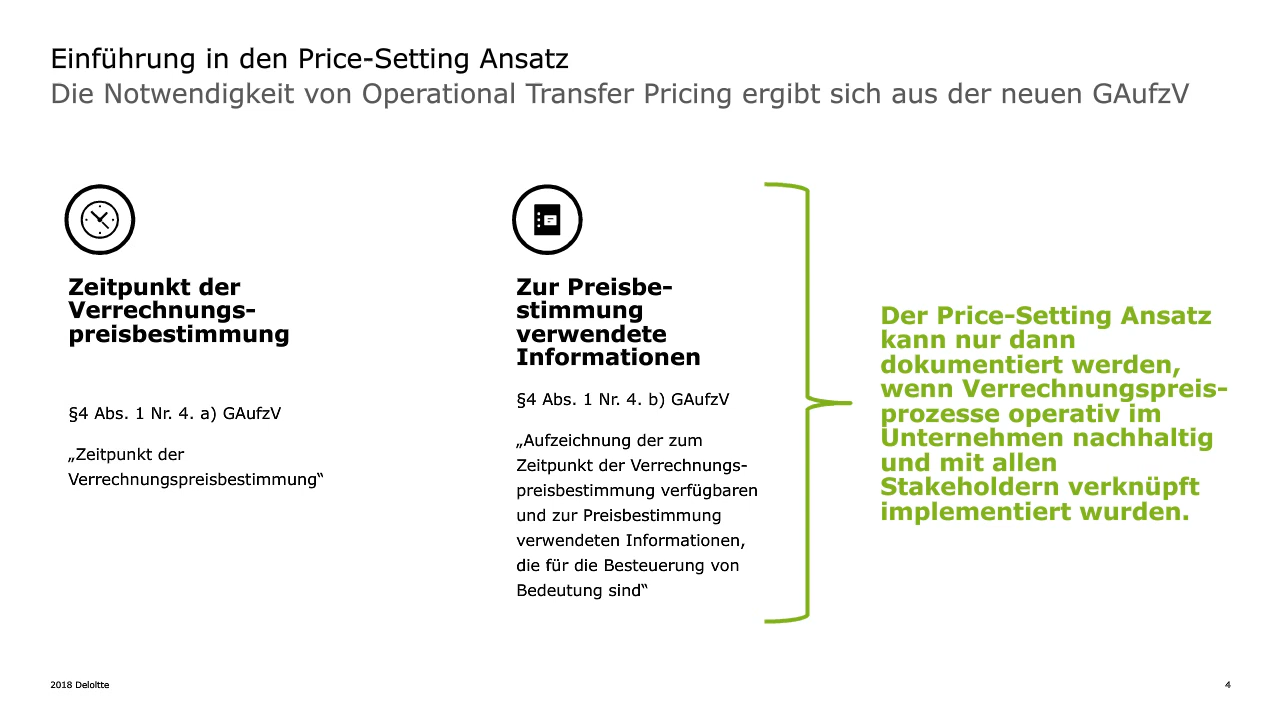 Einführung in den Price-Setting Ansatz
Die Notwendigkeit von Operational Transfer Pricing ergibt sich aus der neuen GAufzV
Zeitpunkt der
Verrechnungs-
preisbestimmung
§4 Abs. 1 Nr. 4. a) GAufzV
„Zeitpunkt der
Verrechnungspreisbestimmung“
Zur Preisbe-
stimmung
verwendete
Informationen
§4 Abs. 1 Nr. 4. b) GAufzV
„Aufzeichnung der zum
Zeitpunkt der Verrechnungs-
preisbestimmung verfügbaren
und zur Preisbestimmung
verwendeten Informationen,
die für die Besteuerung von
Bedeutung sind“
Der Price-Setting Ansatz
kann nur dann
dokumentiert werden,
wenn Verrechnungspreis-
prozesse operativ im
Unternehmen nachhaltig
und mit allen
Stakeholdern verknüpft
implementiert wurden.
2018 Deloitte
4